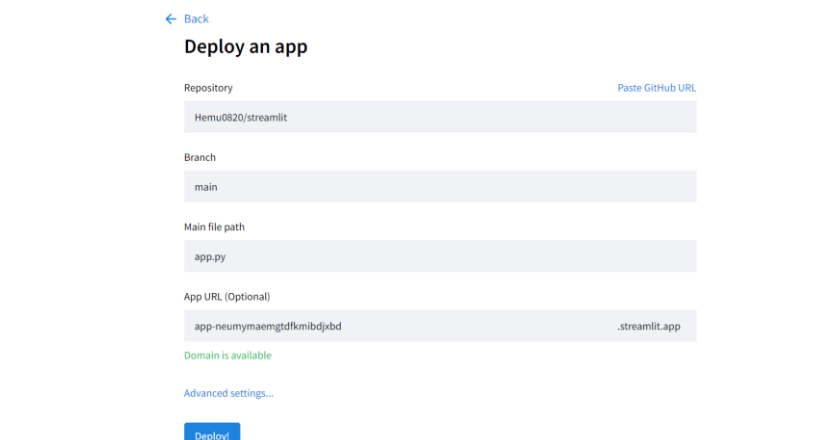 Back
Deploy an app
Repository Paste GitHub URL
Hemu0820/streamlit
Branch
main
Main file path
app.py
App URL (Optional)
app-neumymaemgtdfkmibdjxbd .streamlit.app
Domain is available
Advanced settings...
Deploy!